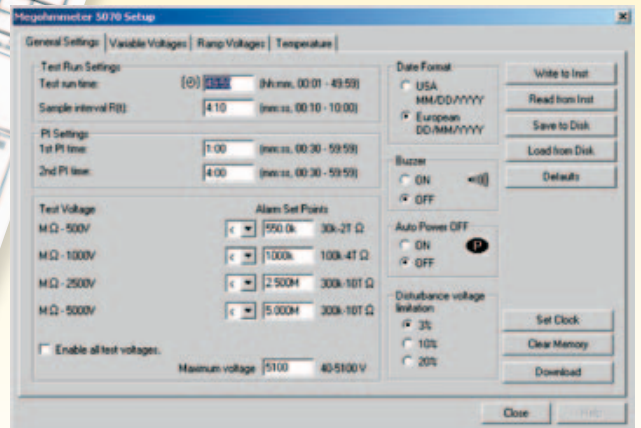 Megohmmeter 5070 Setup
General Settings | Variable Voltages | Ramp Voltages | Temperature
Test Run Settings
Test run time: 49:59 (hh:mm, 00:01 - 49:59)
Sample interval R(t): 4:10 (mm:ss, 00:10 - 10:00)
PI Settings
1st PI time: 1:00 (mm:ss, 00:30 - 59:59)
2nd PI time: 4:00 (mm:ss, 00:30 - 59:59)
Test Voltage Alarm Set Points
MΩ - 500V < 550.0k 30k-2T Ω
MΩ - 1000V < 1000k 100k-4T Ω
MΩ - 2500V < 2.500M 300k-10T Ω
MΩ - 5000V < 5.000M 300k-10T Ω
Enable all test voltages.
Maximum voltage 5100 40-5100 V
Date Format
USA
MM/DD/YYYY
European
DD/MM/YYYY
Buzzer
ON
OFF
Auto Power OFF
ON P
OFF
Disturbance voltage
limitation
3%
10%
20%
Write to Inst
Read from Inst
Save to Disk
Load from Disk
Defaults
Set Clock
Clear Memory
Download
Close Help